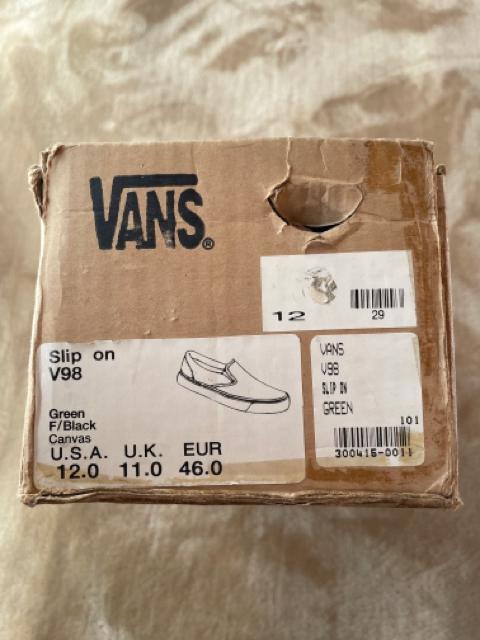 VANS®
12
29
Slip on
V98
Green
F/Black
Canvas
U.S.A. U.K. EUR
12.0 11.0 46.0
VANS
V98
SLIP ON
GREEN
101
300415-0011